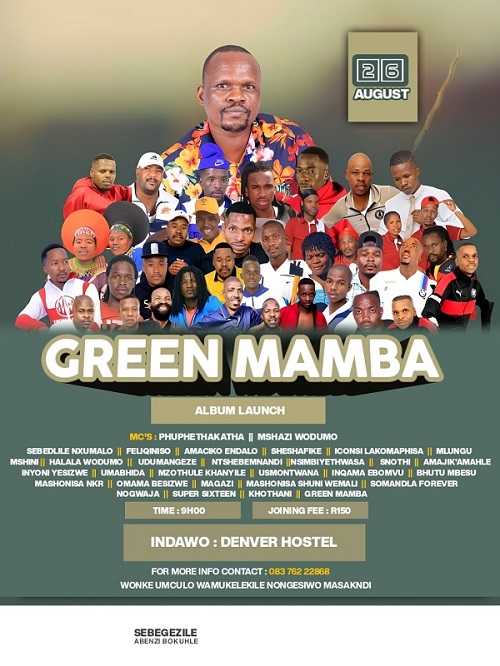 26
AUGUST
GREEN MAMBA
ALBUM LAUNCH
MC'S : PHUPHETHAKATHA || MSHAZI WODUMO
SEBEDLILE NXUMALO || FELIQINISO || AMACIKO ENDALO || SHESHAFIKE || ICONSI LAKOMAPHISA || MLUNGU
MSHINI || HALALA WODUMO || UDUMANGEZE || NTSHEBEMNANDI ||NSIMBIYETHWASA || SNOTHI || AMAJIK'AMAHLE
INYONI YESIZWE || UMABHIDA || MZOTHULE KHANYILE || USMONTWANA || INQAMA EBOMVU || BHUTU MBESU
MASHONISA NKR || OMAMA BESIZWE || MAGAZI || MASHONISA SHUNI WEMALI || SOMANDLA FOREVER
NOGWAJA || SUPER SIXTEEN || KHOTHANI || GREEN MAMBA
TIME : 9H00 JOINING FEE : R150
INDAWO : DENVER HOSTEL
FOR MORE INFO CONTACT : 083 762 22868
WONKE UMCULO WAMUKELEKILE NONGESIWO MASAKNDI
SEBEGEZILE
ABENZI BOKUHLE